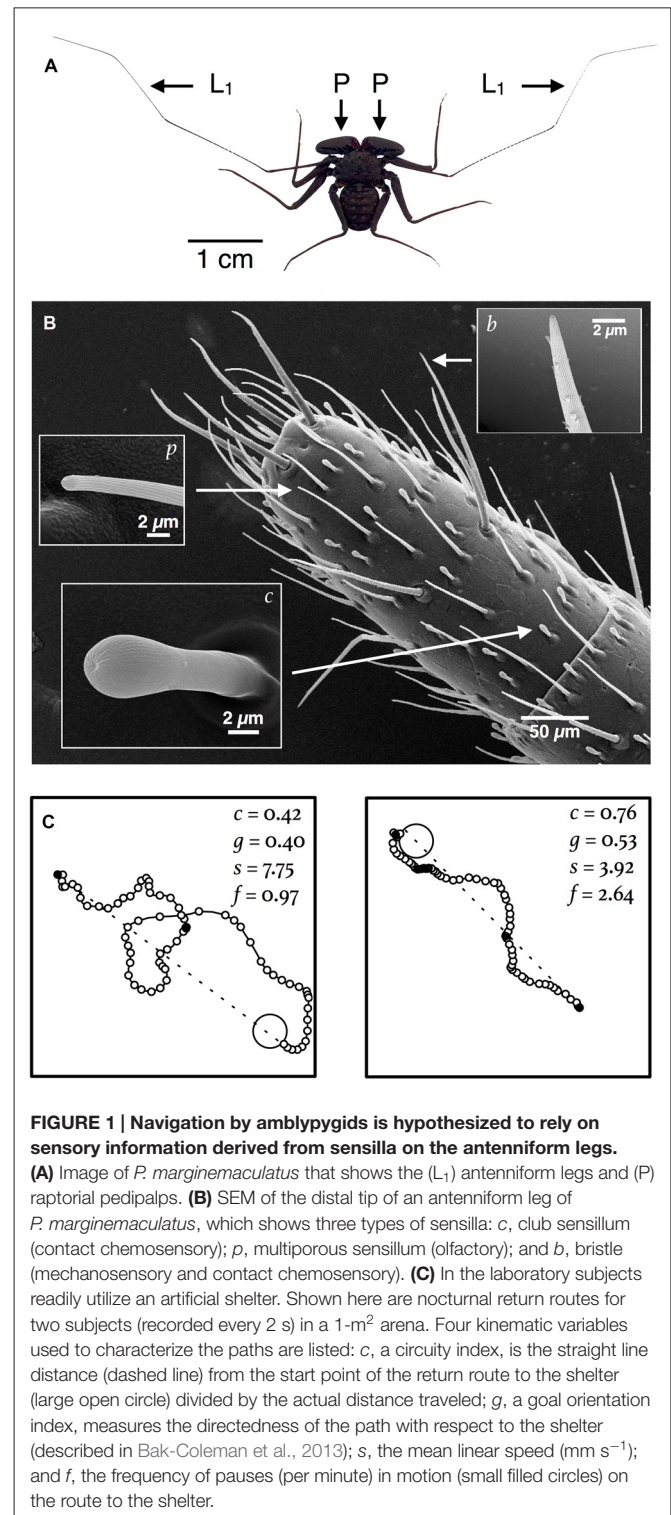 A
L₁ P P L₁
1 cm
B
b
2 µm
p
2 µm
c
2 µm
50 µm
C
c = 0.42
g = 0.40
s = 7.75
f = 0.97
c = 0.76
g = 0.53
s = 3.92
f = 2.64
FIGURE 1 | Navigation by amblypygids is hypothesized to rely on
sensory information derived from sensilla on the antenniform legs.
(A) Image of P. marginemaculatus that shows the (L₁) antenniform legs and (P)
raptorial pedipalps. (B) SEM of the distal tip of an antenniform leg of
P. marginemaculatus, which shows three types of sensilla: c, club sensillum
(contact chemosensory); p, multiporous sensillum (olfactory); and b, bristle
(mechanosensory and contact chemosensory). (C) In the laboratory subjects
readily utilize an artificial shelter. Shown here are nocturnal return routes for
two subjects (recorded every 2 s) in a 1-m² arena. Four kinematic variables
used to characterize the paths are listed: c, a circuity index, is the straight line
distance (dashed line) from the start point of the return route to the shelter
(large open circle) divided by the actual distance traveled; g, a goal orientation
index, measures the directedness of the path with respect to the shelter
(described in Bak-Coleman et al., 2013); s, the mean linear speed (mm s⁻¹);
and f, the frequency of pauses (per minute) in motion (small filled circles) on
the route to the shelter.